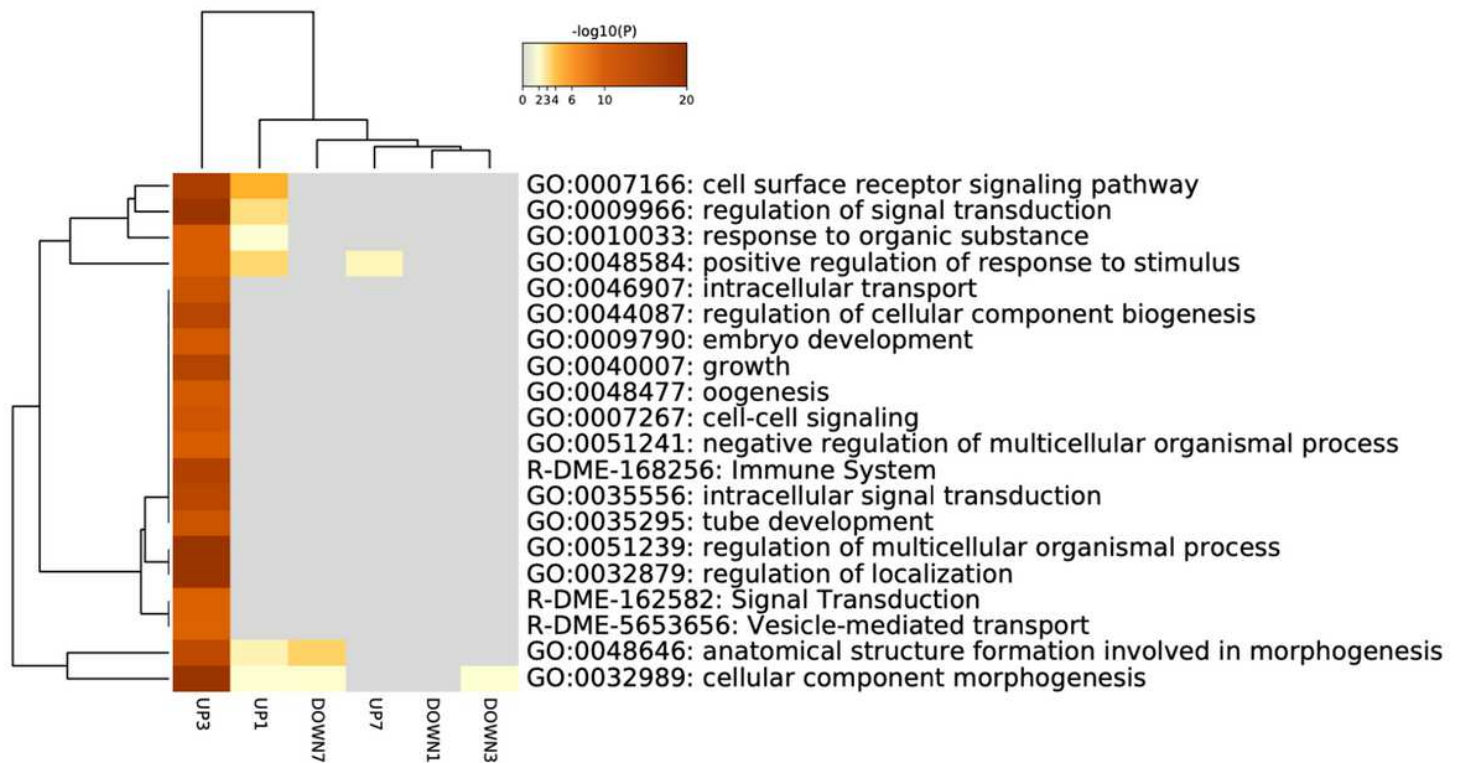 -log10(P)
0 2 3 4 6 10 20
GO:0007166: cell surface receptor signaling pathway
GO:0009966: regulation of signal transduction
GO:0010033: response to organic substance
GO:0048584: positive regulation of response to stimulus
GO:0046907: intracellular transport
GO:0044087: regulation of cellular component biogenesis
GO:0009790: embryo development
GO:0040007: growth
GO:0048477: oogenesis
GO:0007267: cell-cell signaling
GO:0051241: negative regulation of multicellular organismal process
R-DME-168256: Immune System
GO:0035556: intracellular signal transduction
GO:0035295: tube development
GO:0051239: regulation of multicellular organismal process
GO:0032879: regulation of localization
R-DME-162582: Signal Transduction
R-DME-5653656: Vesicle-mediated transport
GO:0048646: anatomical structure formation involved in morphogenesis
GO:0032989: cellular component morphogenesis
UP3
UP1
DOWN7
UP7
DOWN1
DOWN3